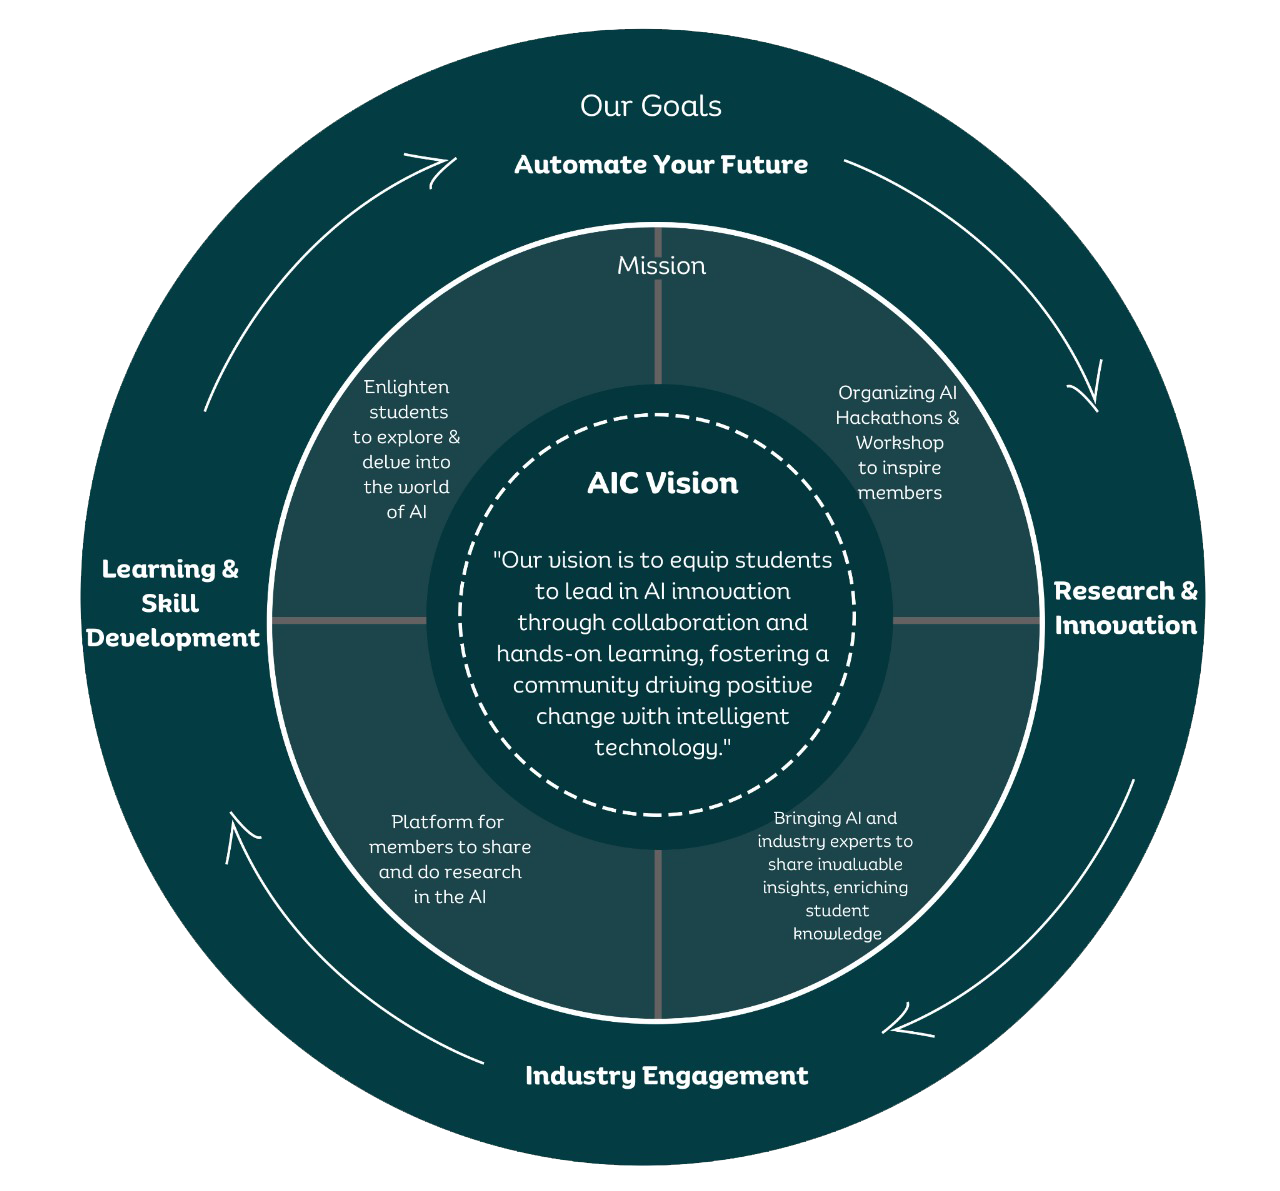 Our Goals
Automate Your Future
Mission
Enlighten
students
to explore &
delve into
the world
of AI
Organizing AI
Hackathons &
Workshop
to inspire
members
AIC Vision
"Our vision is to equip students
to lead in AI innovation
through collaboration and
hands-on learning, fostering a
community driving positive
change with intelligent
technology."
Learning &
Skill
Development
Research &
Innovation
Platform for
members to share
and do research
in the AI
Bringing AI and
industry experts to
share invaluable
insights, enriching
student
knowledge
Industry Engagement